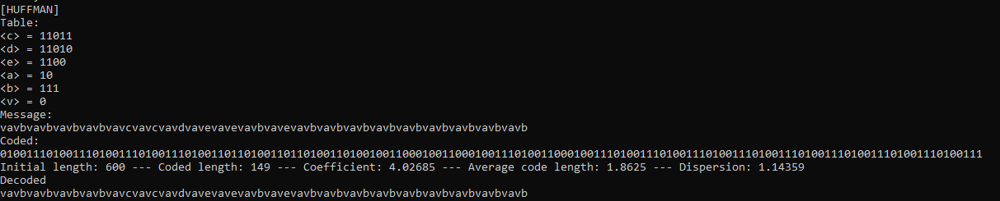 [HUFFMAN]
Table:
<c> = 11011
<d> = 11010
<e> = 1100
<a> = 10
<b> = 111
<v> = 0
Message:
vavbvavbvavbvavbvavcvavcvavdvavevavevavbvavevavbvavbvavbvavbvavbvavbvavbvavbvavb
Coded:
01001110100111010011101001110100110110100110110100110100100110001001100010011101001100010011101001110100111010011101001110100111010011101001110100111
Initial length: 600 --- Coded length: 149 --- Coefficient: 4.02685 --- Average code length: 1.8625 --- Dispersion: 1.14359
Decoded
vavbvavbvavbvavbvavcvavcvavdvavevavevavbvavevavbvavbvavbvavbvavbvavbvavbvavbvavb